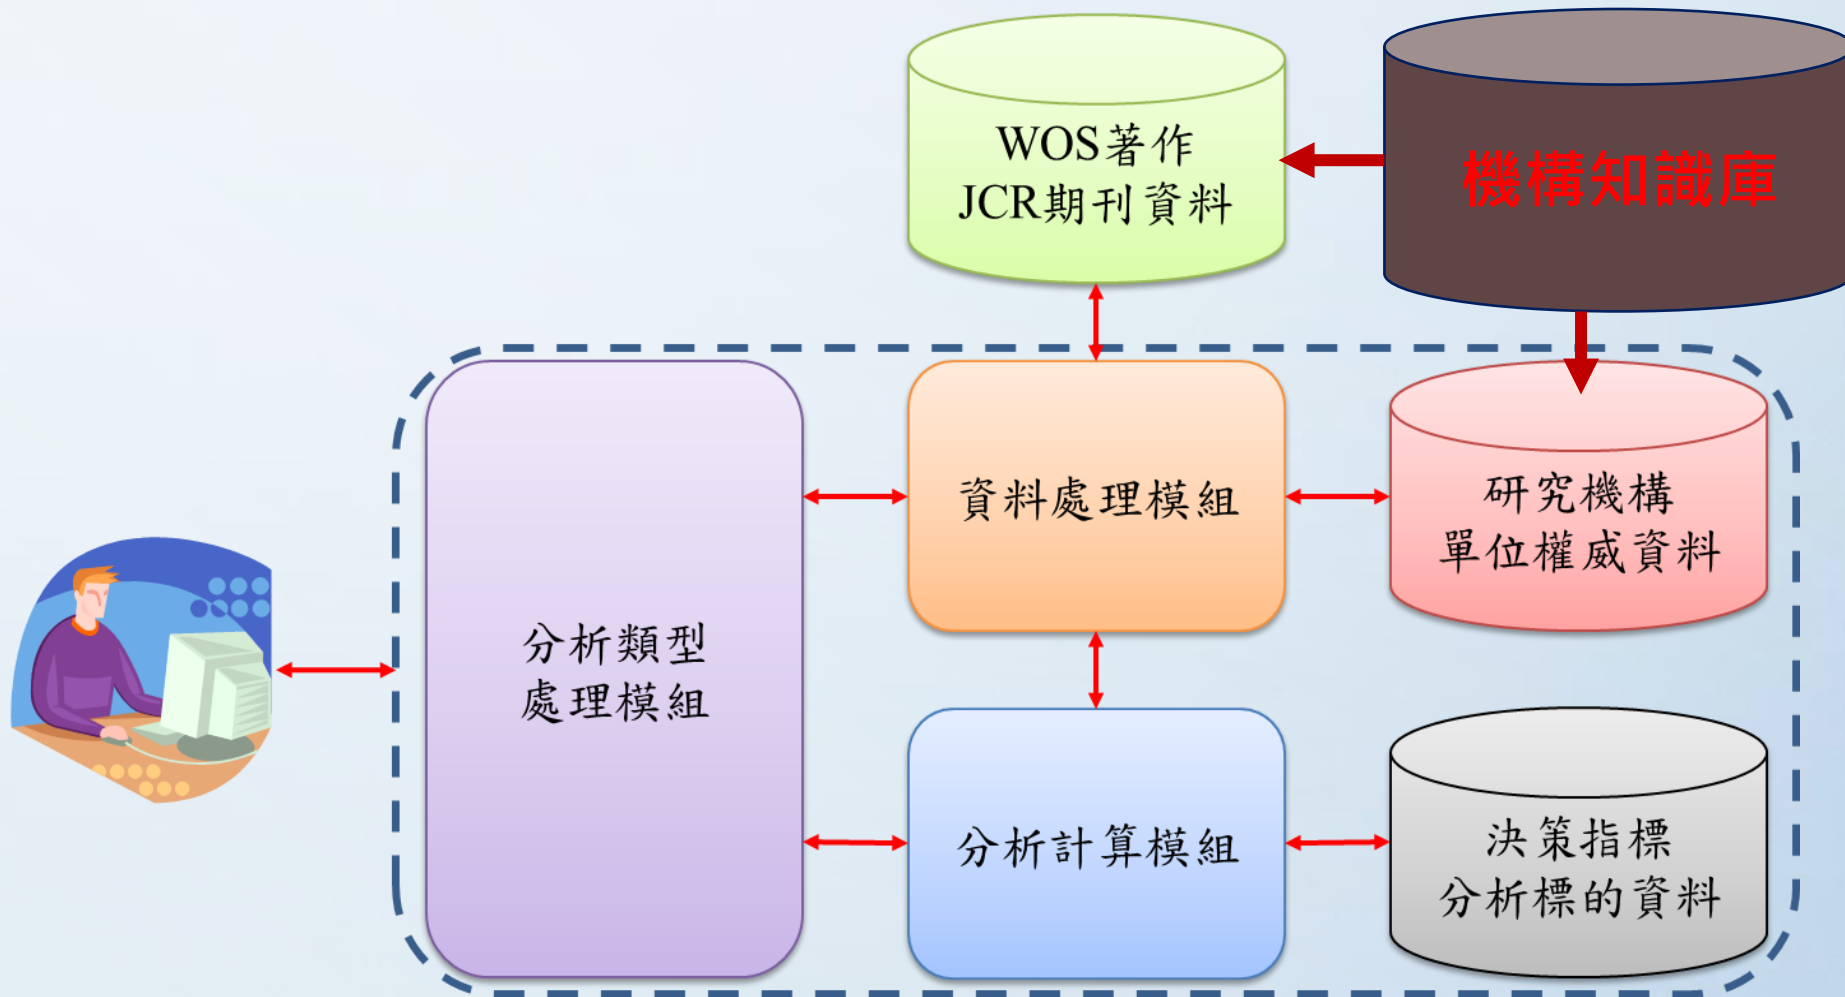 WOS著作
JCR期刊資料
機構知識庫
資料處理模組
研究機構
單位權威資料
分析類型
處理模組
分析計算模組
決策指標
分析標的資料